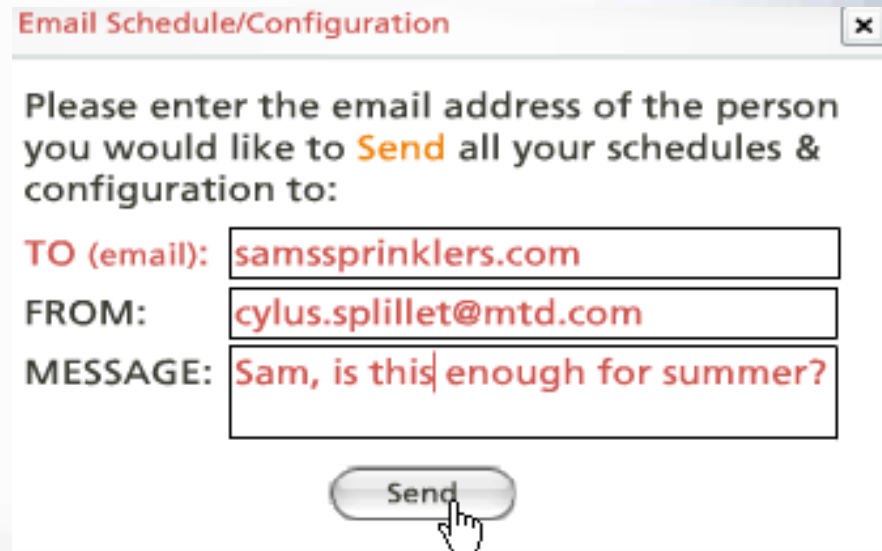 Email Schedule/Configuration
Please enter the email address of the person
you would like to Send all your schedules &
configuration to:
TO (email): samssprinklers.com
FROM: cylus.splillet@mtd.com
MESSAGE: Sam, is this enough for summer?
Send